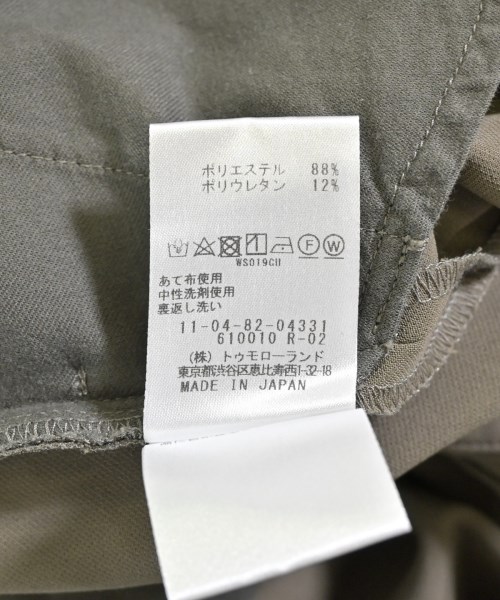 ポリエステル 88%
ポリウレタン 12%
F W
WS019CU
あて布使用
中性洗剤使用
裏返し洗い
11-04-82-04331
610010 R-02
(株) トゥモローランド
東京都渋谷区恵比寿西1-32-18
MADE IN JAPAN